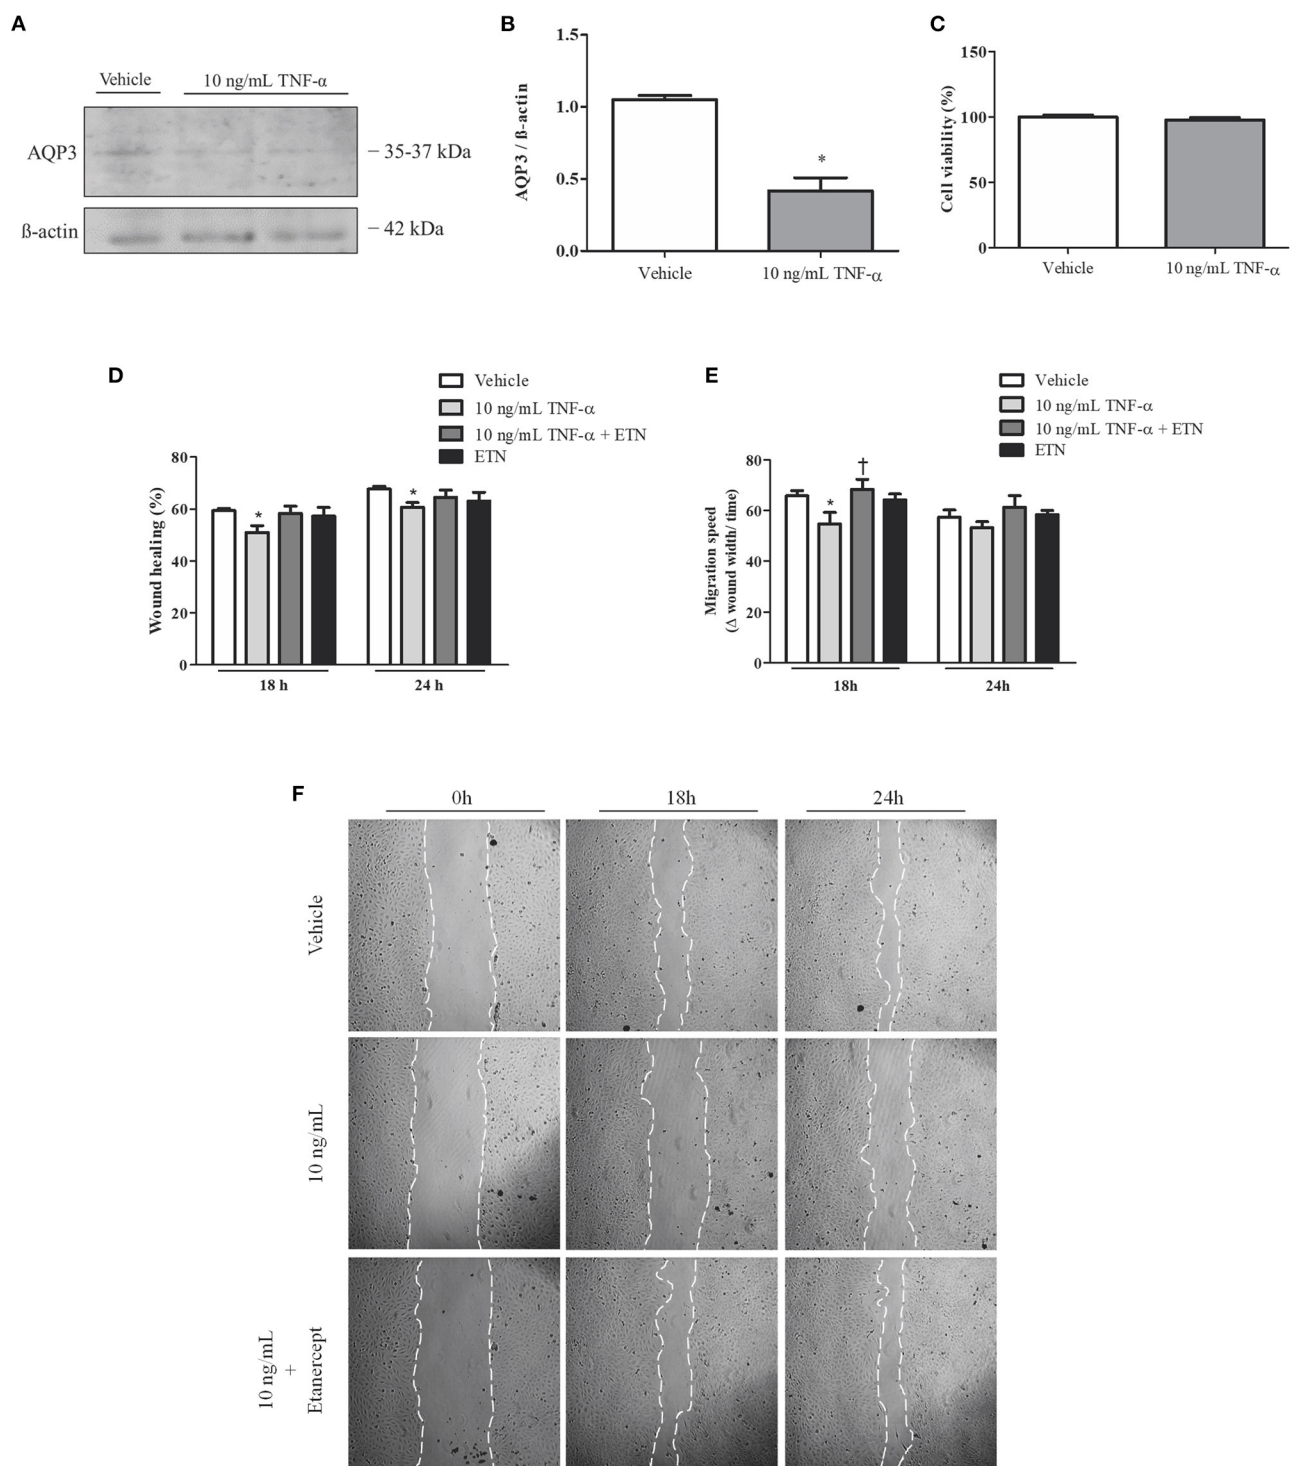 A
Vehicle
10 ng/mL TNF-α
AQP3
– 35-37 kDa
ß-actin
– 42 kDa
B
AQP3 / ß-actin
1.5
1.0
0.5
0.0
*
Vehicle
10 ng/mL TNF-α
C
Cell viability (%)
150
100
50
0
Vehicle
10 ng/mL TNF-α
D
Vehicle
10 ng/mL TNF-α
10 ng/mL TNF-α + ETN
ETN
Wound healing (%)
80
60
40
20
0
*
*
18 h
24 h
E
Vehicle
10 ng/mL TNF-α
10 ng/mL TNF-α + ETN
ETN
Migration speed
(Δ wound width/ time)
80
60
40
20
0
*
†
18h
24h
F
0h
18h
24h
Vehicle
10 ng/mL
10 ng/mL
+
Etanercept